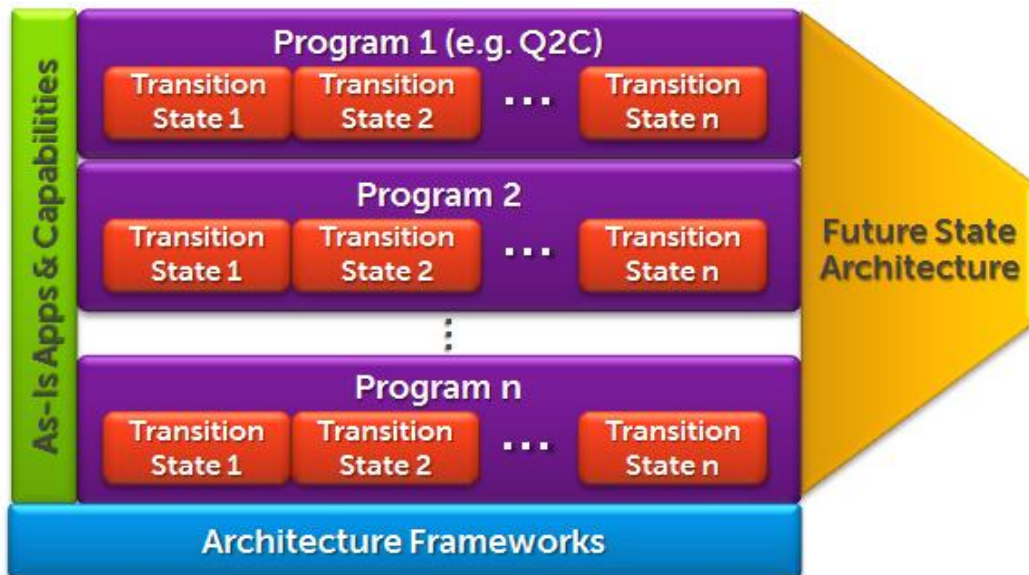 As-Is Apps & Capabilities
Program 1 (e.g. Q2C)
Transition
State 1
Transition
State 2
...
Transition
State n
Program 2
Transition
State 1
Transition
State 2
...
Transition
State n
Program n
Transition
State 1
Transition
State 2
...
Transition
State n
Future State
Architecture
Architecture Frameworks